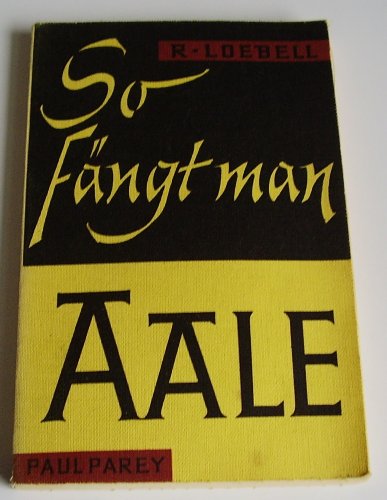 R·LOEBELL
So
fängt man
AALE
PAUL PAREY